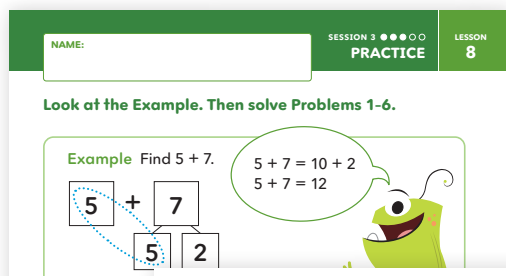 NAME:
SESSION 3
PRACTICE
LESSON
8
Look at the Example. Then solve Problems 1–6.
Example Find 5 + 7.
5 + 7 = 10 + 2
5 + 7 = 12
5 + 7
5 2